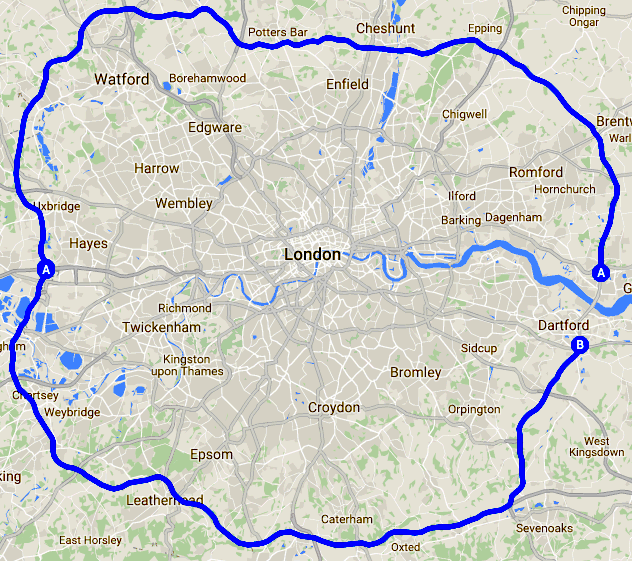 Chipping
Ongar
Cheshunt
Epping
Potters Bar
Watford
Borehamwood
Enfield
Chigwell
Edgware
Brentw
Warl
Harrow
Romford
Hornchurch
Wembley
Ilford
Uxbridge
Barking
Dagenham
Hayes
London
A
A
G
Richmond
Twickenham
Dartford
B
gham
Sidcup
Kingston
upon Thames
Bromley
Chertsey
Weybridge
Croydon
Orpington
West
Kingsdown
Epsom
king
Leatherhead
Caterham
Sevenoaks
East Horsley
Oxted